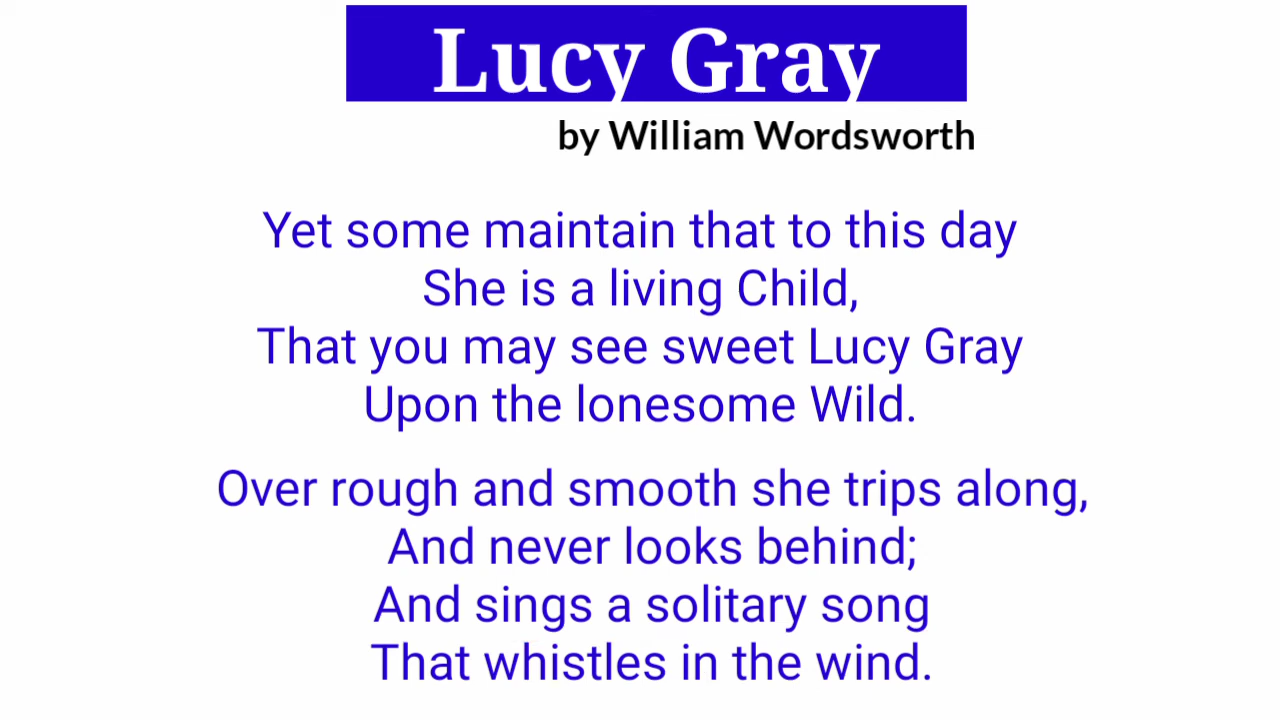 Lucy Gray
by William Wordsworth
Yet some maintain that to this day
She is a living Child,
That you may see sweet Lucy Gray
Upon the lonesome Wild.
Over rough and smooth she trips along,
And never looks behind;
And sings a solitary song
That whistles in the wind.